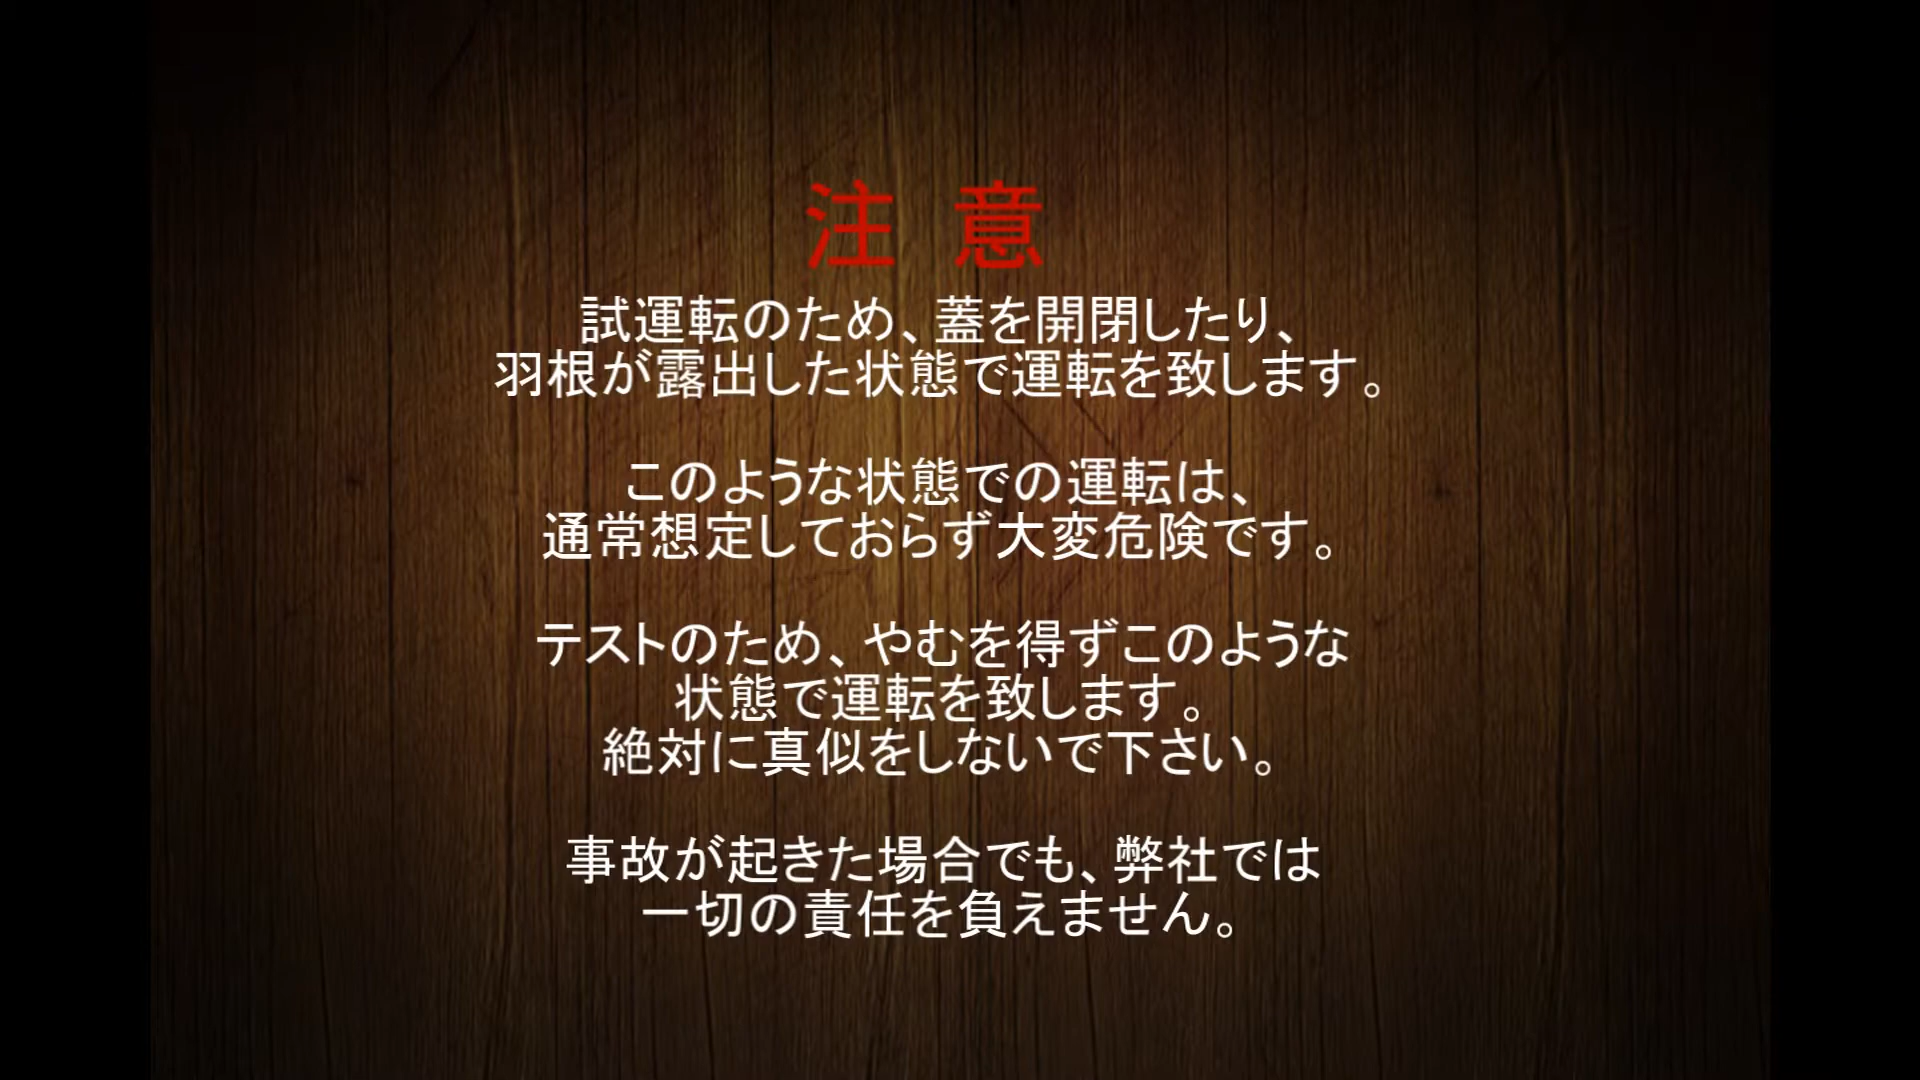 注 意
試運転のため、蓋を開閉したり、
羽根が露出した状態で運転を致します。
このような状態での運転は、
通常想定しておらず大変危険です。
テストのため、やむを得ずこのような
状態で運転を致します。
絶対に真似をしないで下さい。
事故が起きた場合でも、弊社では
一切の責任を負えません。